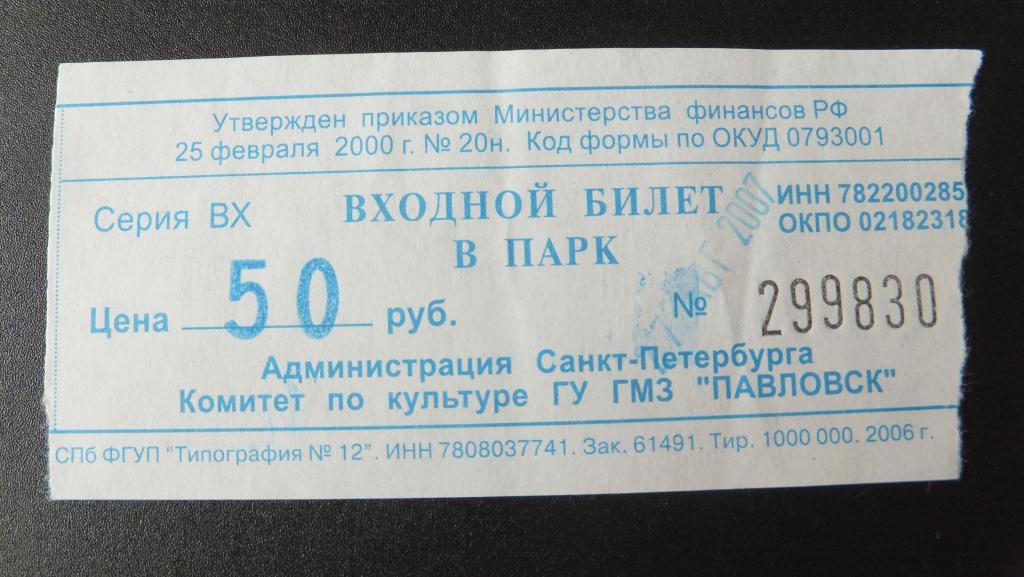 Утвержден приказом Министерства финансов РФ
25 февраля 2000 г. № 20н. Код формы по ОКУД 0793001
Серия ВХ
ВХОДНОЙ БИЛЕТ
В ПАРК
ИНН 782200285
ОКПО 02182318
2007
Цена 50 руб.
№ 299830
Администрация Санкт-Петербурга
Комитет по культуре ГУ ГМЗ "ПАВЛОВСК"
СПб ФГУП "Типография № 12". ИНН 7808037741. Зак. 61491. Тир. 1000 000. 2006 г.